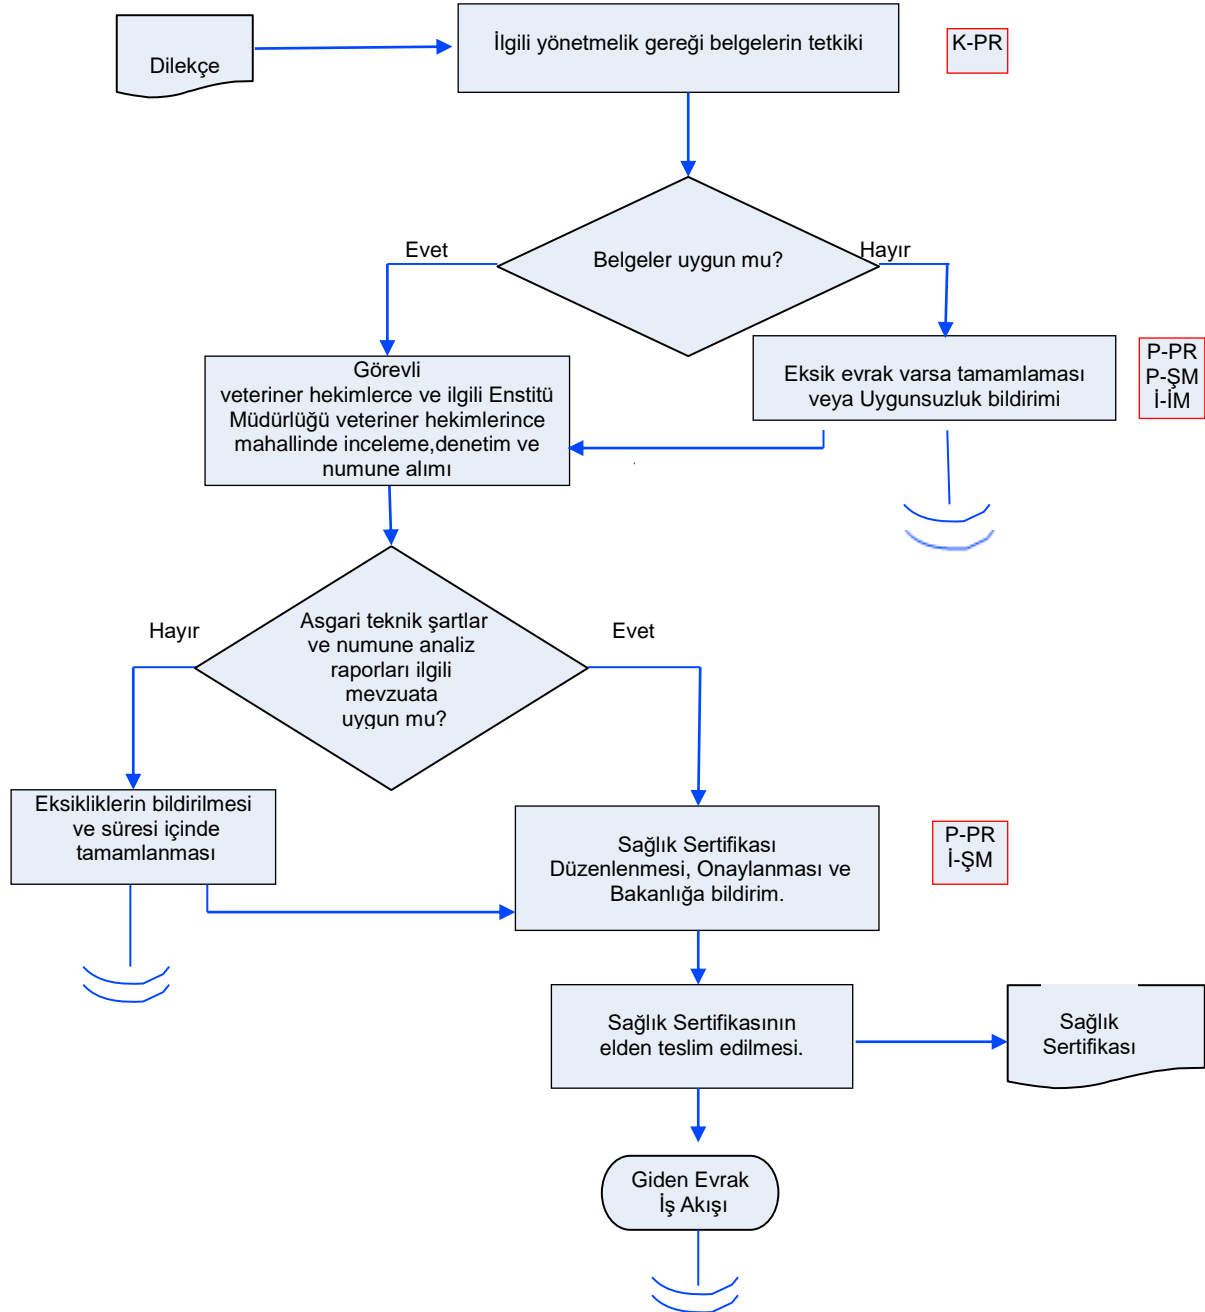 Dilekçe
İlgili yönetmelik gereği belgelerin tetkiki
K-PR
Belgeler uygun mu?
Evet
Hayır
Görevli
veteriner hekimlerce ve ilgili Enstitü
Müdürlüğü veteriner hekimlerince
mahallinde inceleme,denetim ve
numune alımı
Eksik evrak varsa tamamlaması
veya Uygunsuzluk bildirimi
P-PR
P-ŞM
İ-İM
Asgari teknik şartlar
ve numune analiz
raporları ilgili
mevzuata
uygun mu?
Hayır
Evet
Eksikliklerin bildirilmesi
ve süresi içinde
tamamlanması
Sağlık Sertifikası
Düzenlenmesi, Onaylanması ve
Bakanlığa bildirim.
P-PR
İ-ŞM
Sağlık Sertifikasının
elden teslim edilmesi.
Sağlık
Sertifikası
Giden Evrak
İş Akışı